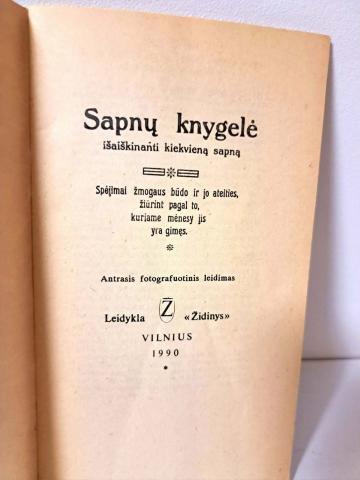 Sapnų knygelė
išaiškinanti kiekvieną sapną
Spėjimai žmogaus būdo ir jo ateities,
žiūrint pagal to,
kuriame mėnesy jis
yra gimęs.
Antrasis fotografuotinis leidimas
Leidykla Ž «Židinys»
VILNIUS
1990